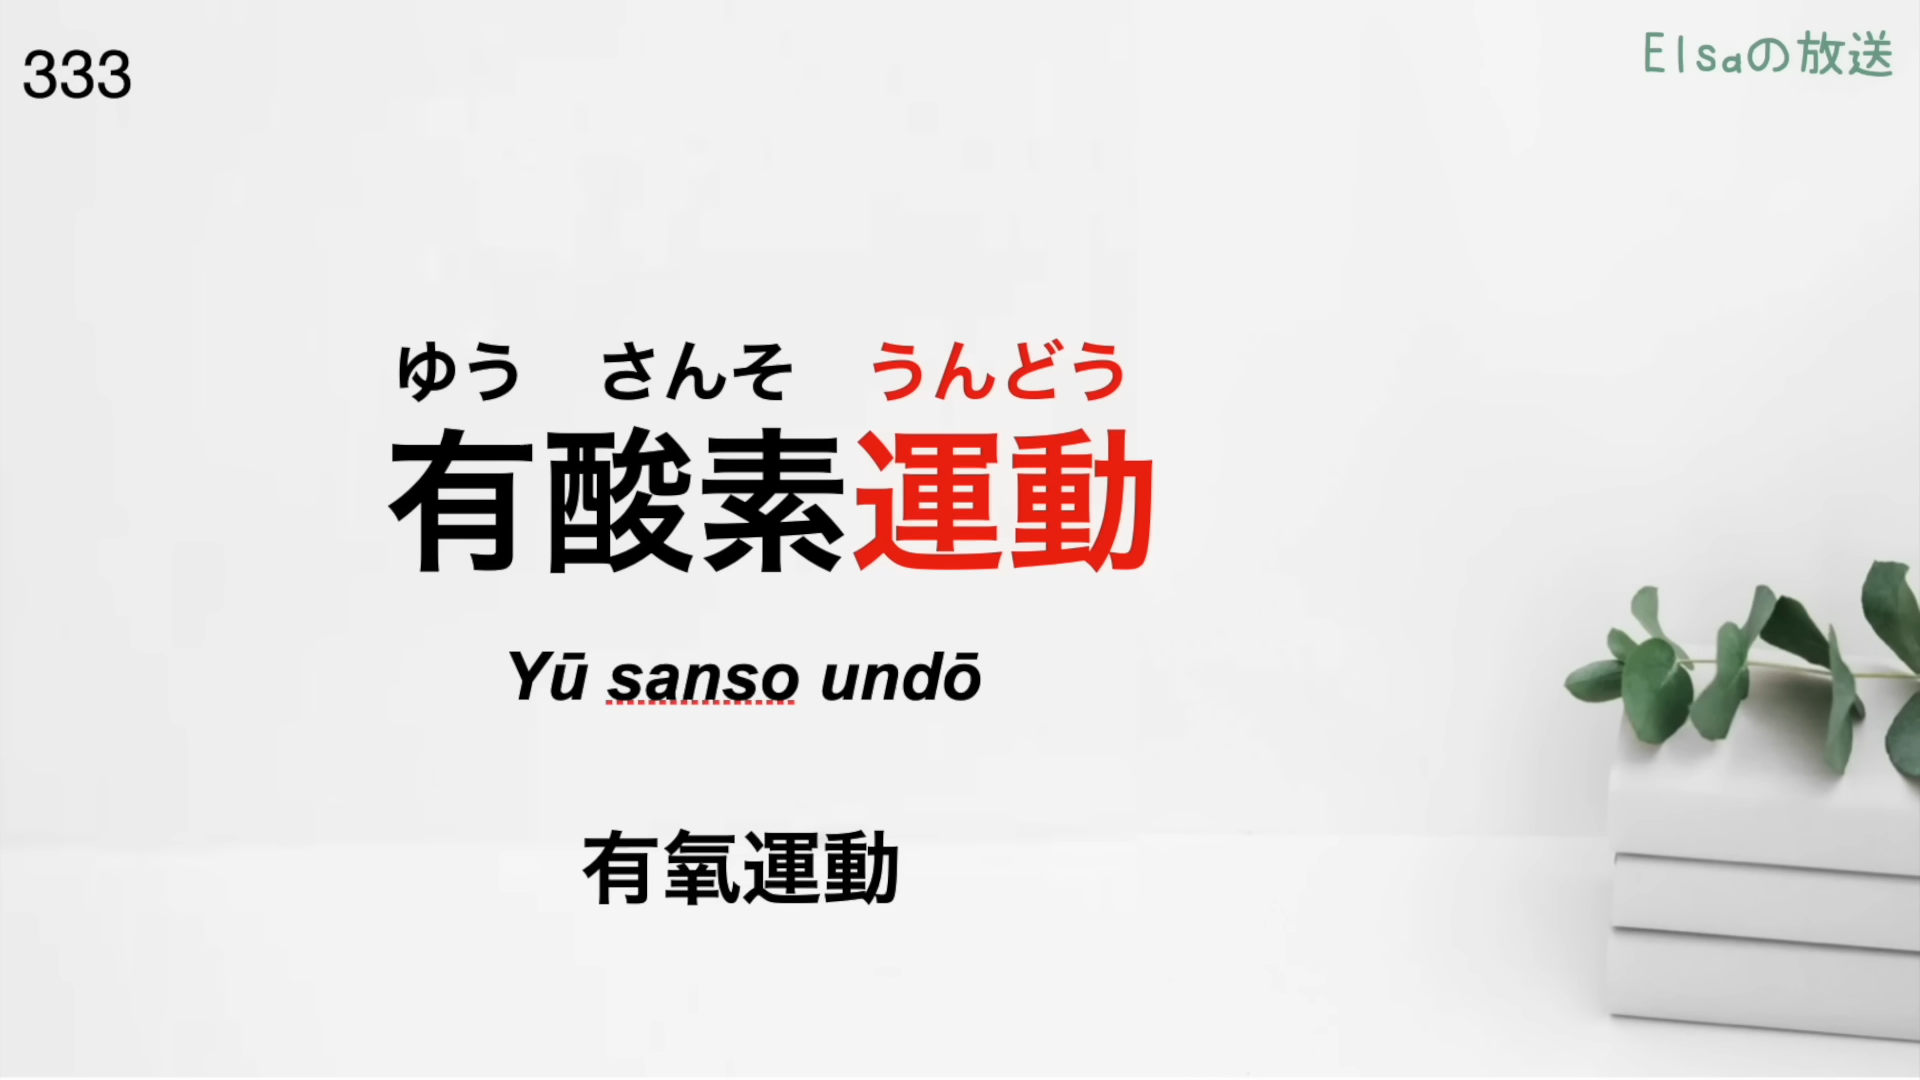 333
Elsaの放送
ゆう さんそ うんどう
有酸素運動
Yū sanso undō
有氧運動